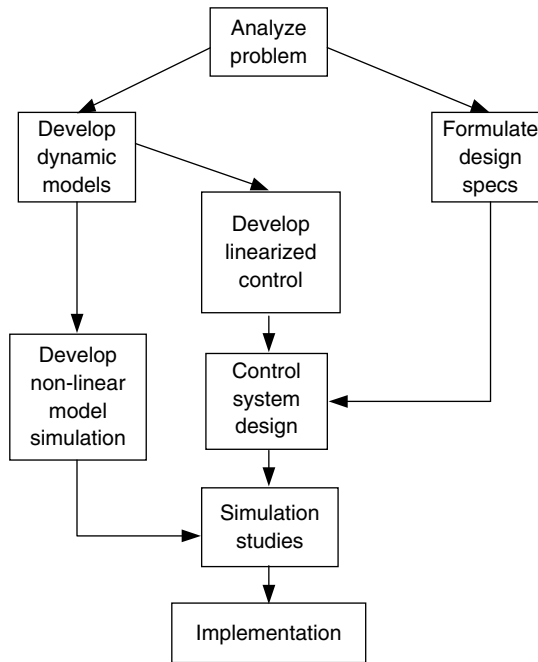 Analyze
problem
Develop
dynamic
models
Formulate
design
specs
Develop
linearized
control
Develop
non-linear
model
simulation
Control
system
design
Simulation
studies
Implementation